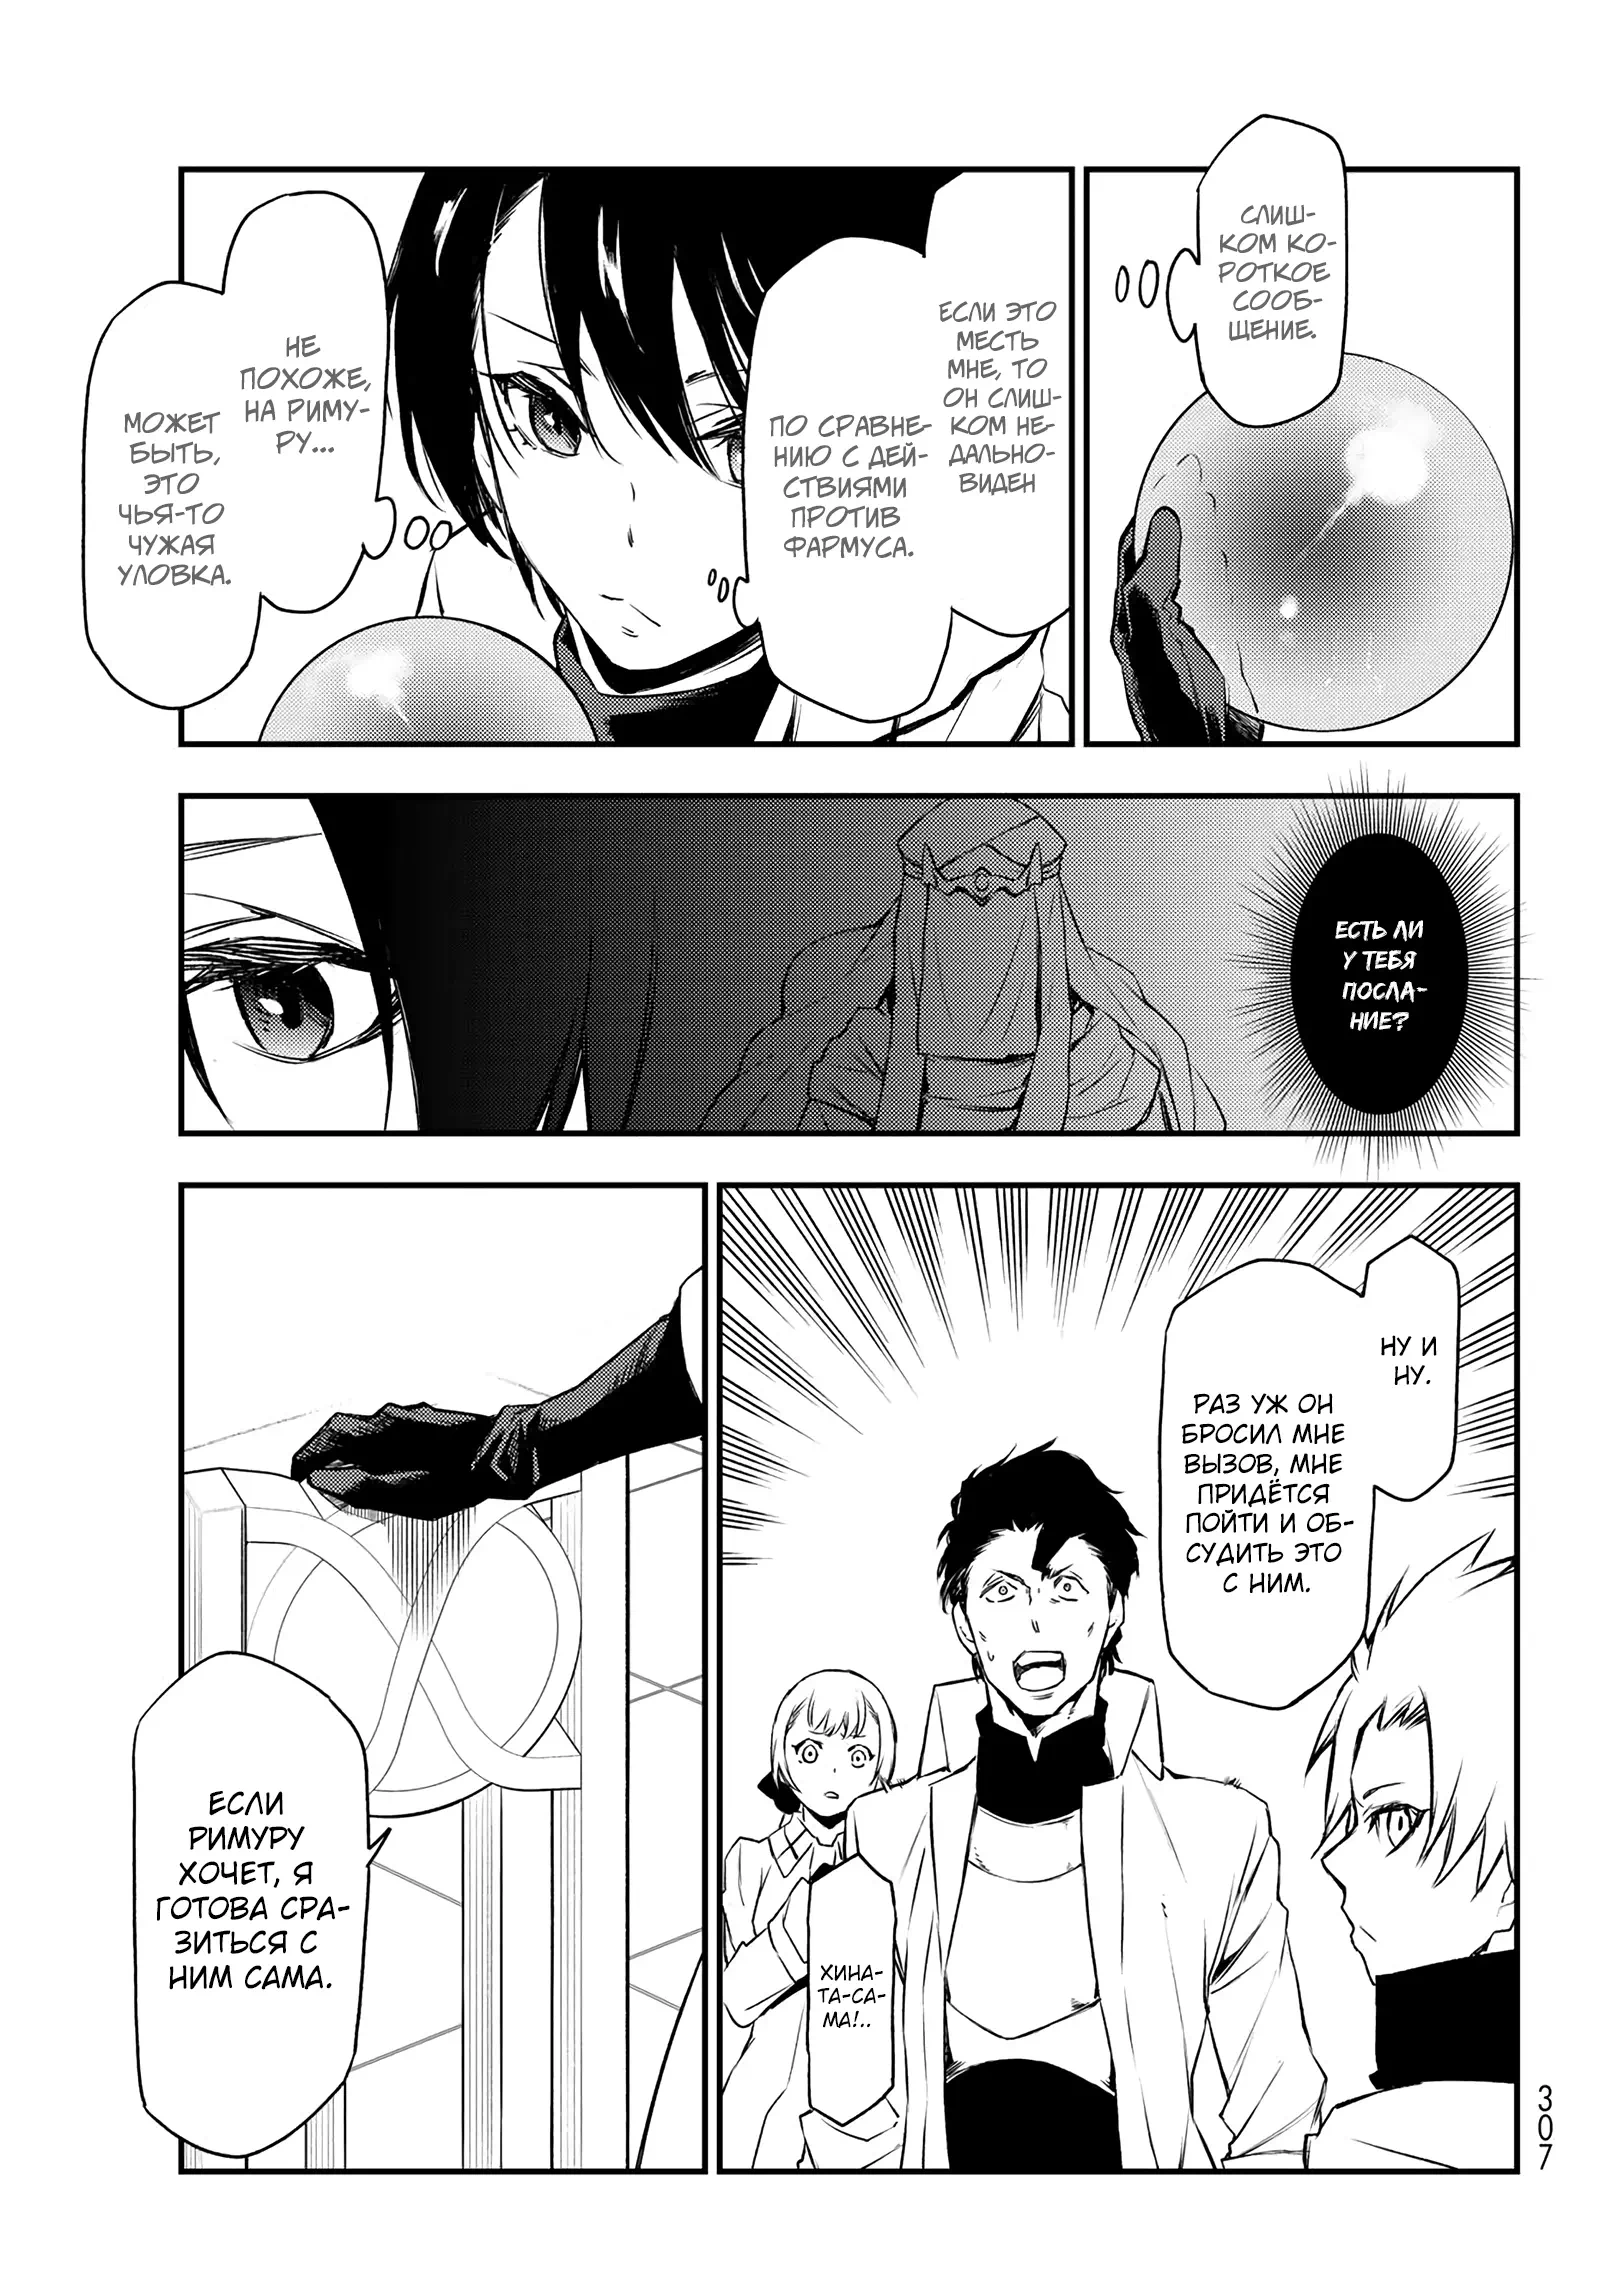 СЛИШ-
КОМ КО-
РОТКОЕ
СООБ-
ЩЕНИЕ.
ЕСЛИ ЭТО
МЕСТЬ
МНЕ, ТО
ОН СЛИШ-
КОМ НЕ-
ДАЛЬНО-
ВИДЕН
ПО СРАВНЕ-
НИЮ С ДЕЙ-
СТВИЯМИ
ПРОТИВ
ФАРМУСА.
НЕ
ПОХОЖЕ,
НА РИМУ-
РУ...
МОЖЕТ
БЫТЬ,
ЭТО
ЧЬЯ-ТО
ЧУЖАЯ
УЛОВКА.
ЕСТЬ ЛИ
У ТЕБЯ
ПОСЛА-
НИЕ?
НУ И
НУ.
РАЗ УЖ ОН
БРОСИЛ МНЕ
ВЫЗОВ, МНЕ
ПРИДЁТСЯ
ПОЙТИ И ОБ-
СУДИТЬ ЭТО
С НИМ.
ХИНА-
ТА-СА-
МА!..
ЕСЛИ
РИМУРУ
ХОЧЕТ, Я
ГОТОВА СРА-
ЗИТЬСЯ С
НИМ САМА.
307